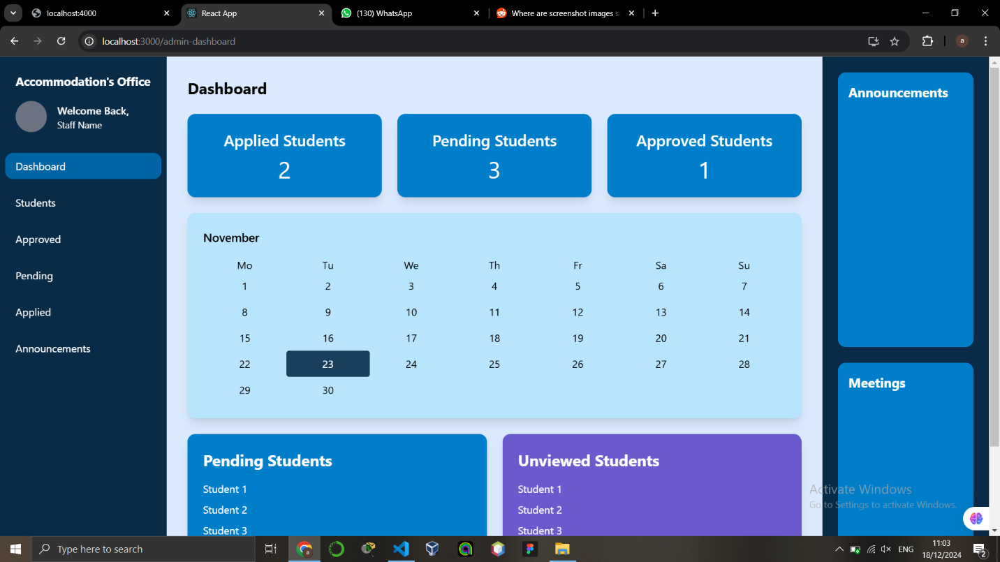 localhost:4000
React App
(130) WhatsApp
Where are screenshot images s
localhost:3000/admin-dashboard
a
Accommodation's Office
Welcome Back,
Staff Name
Dashboard
Students
Approved
Pending
Applied
Announcements
Dashboard
Applied Students
2
Pending Students
3
Approved Students
1
November
Mo Tu We Th Fr Sa Su
1 2 3 4 5 6 7
8 9 10 11 12 13 14
15 16 17 18 19 20 21
22 23 24 25 26 27 28
29 30
Pending Students
Student 1
Student 2
Student 3
Unviewed Students
Student 1
Student 2
Student 3
Announcements
Meetings
Activate Windows
Go to Settings to activate Windows.
Type here to search
a
ENG
11:03
18/12/2024
2